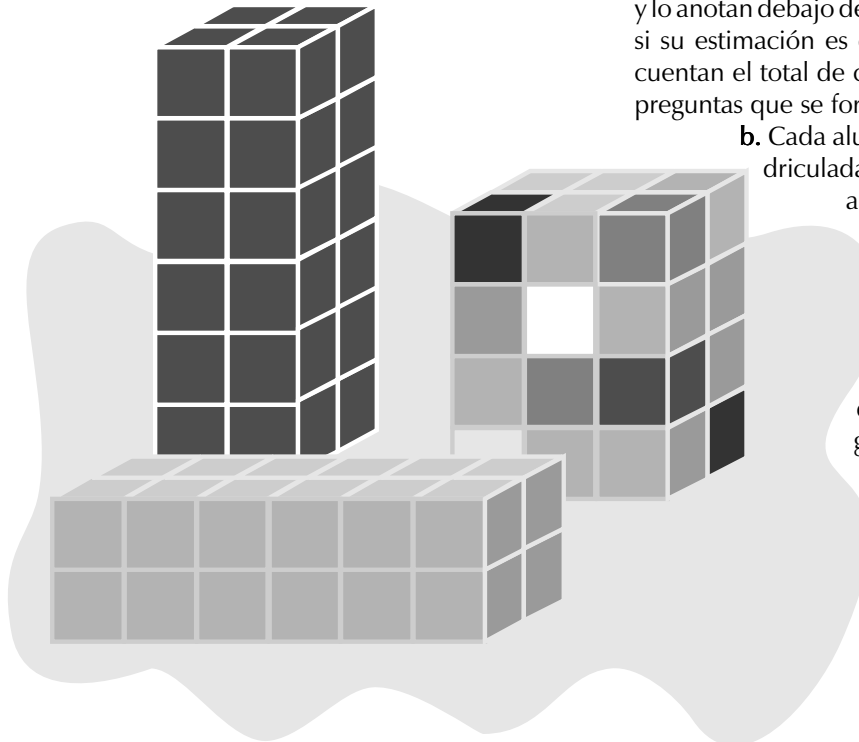 y lo anotan debajo de
si su estimación es
cuentan el total de
preguntas que se for
b. Cada alu
driculada
a
g